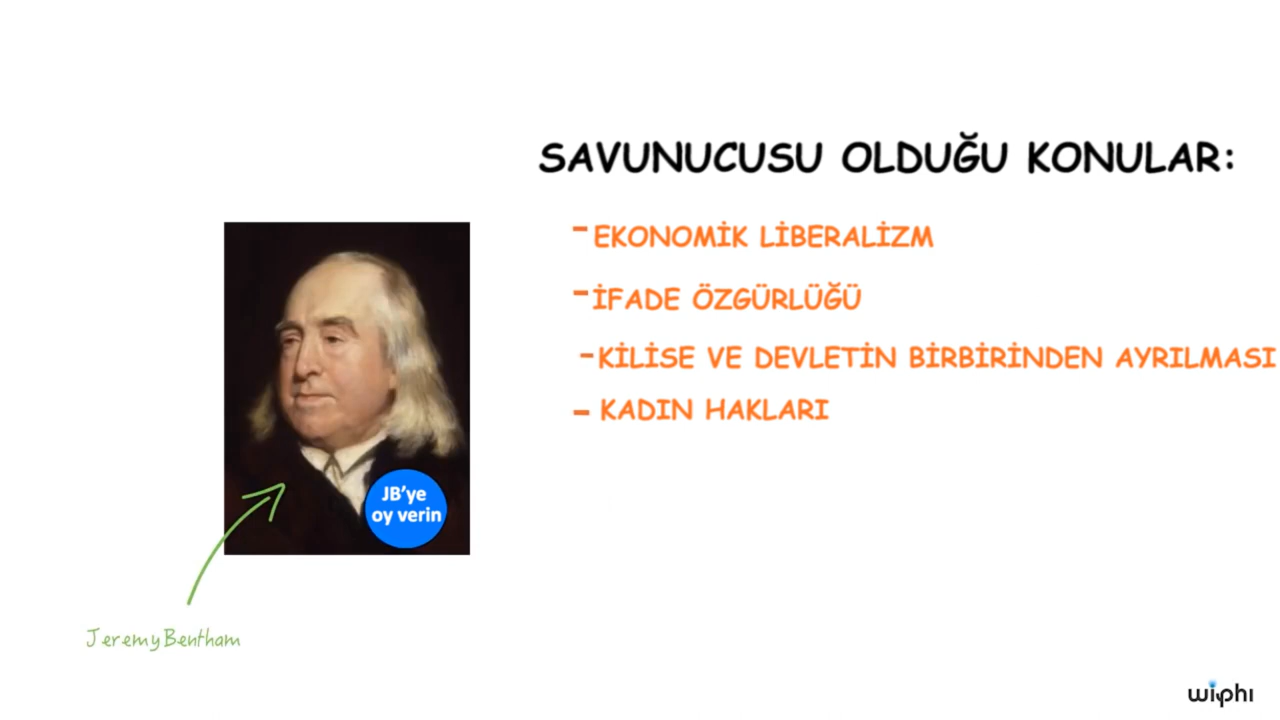 SAVUNUCUSU OLDUĞU KONULAR:
-EKONOMİK LİBERALİZM
-İFADE ÖZGÜRLÜĞÜ
-KİLİSE VE DEVLETİN BİRBİRİNDEN AYRILMASI
- KADIN HAKLARI
JB'ye
oy verin
Jeremy Bentham
wiphi